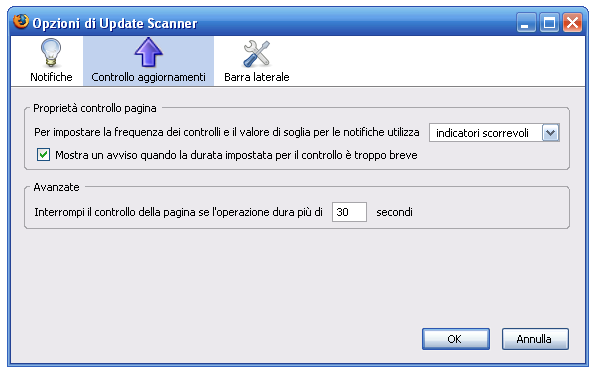 Opzioni di Update Scanner
Notifiche
Controllo aggiornamenti
Barra laterale
Proprietà controllo pagina
Per impostare la frequenza dei controlli e il valore di soglia per le notifiche utilizza indicatori scorrevoli
Mostra un avviso quando la durata impostata per il controllo è troppo breve
Avanzate
Interrompi il controllo della pagina se l'operazione dura più di 30 secondi
OK
Annulla